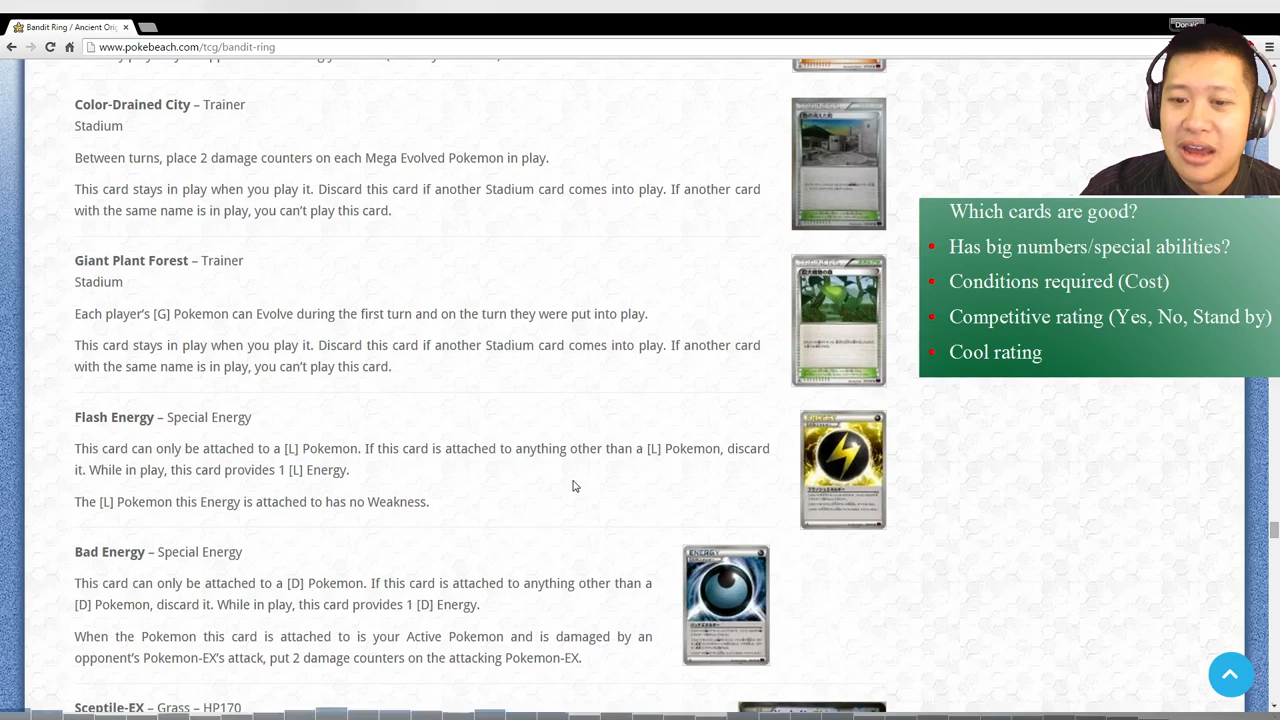 Bandit Ring / Ancient Orig
www.pokebeach.com/tcg/bandit-ring
Color-Drained City – Trainer
Stadium
Between turns, place 2 damage counters on each Mega Evolved Pokemon in play.
This card stays in play when you play it. Discard this card if another Stadium card comes into play. If another card
with the same name is in play, you can't play this card.
Giant Plant Forest – Trainer
Stadium
Each player's [G] Pokemon can Evolve during the first turn and on the turn they were put into play.
This card stays in play when you play it. Discard this card if another Stadium card comes into play. If another card
with the same name is in play, you can't play this card.
Flash Energy – Special Energy
This card can only be attached to a [L] Pokemon. If this card is attached to anything other than a [L] Pokemon, discard
it. While in play, this card provides 1 [L] Energy.
The Pokemon this Energy is attached to has no Weakness.
Bad Energy – Special Energy
This card can only be attached to a [D] Pokemon. If this card is attached to anything other than a
[D] Pokemon, discard it. While in play, this card provides 1 [D] Energy.
When the Pokemon this card is attached to is your Active Pokemon and is damaged by an
opponent's Pokemon-EX's attack, put 2 damage counters on the attacking Pokemon-EX.
Sceptile-EX – Grass – HP170
ENERGY
Which cards are good?
Has big numbers/special abilities?
Conditions required (Cost)
Competitive rating (Yes, No, Stand by)
Cool rating